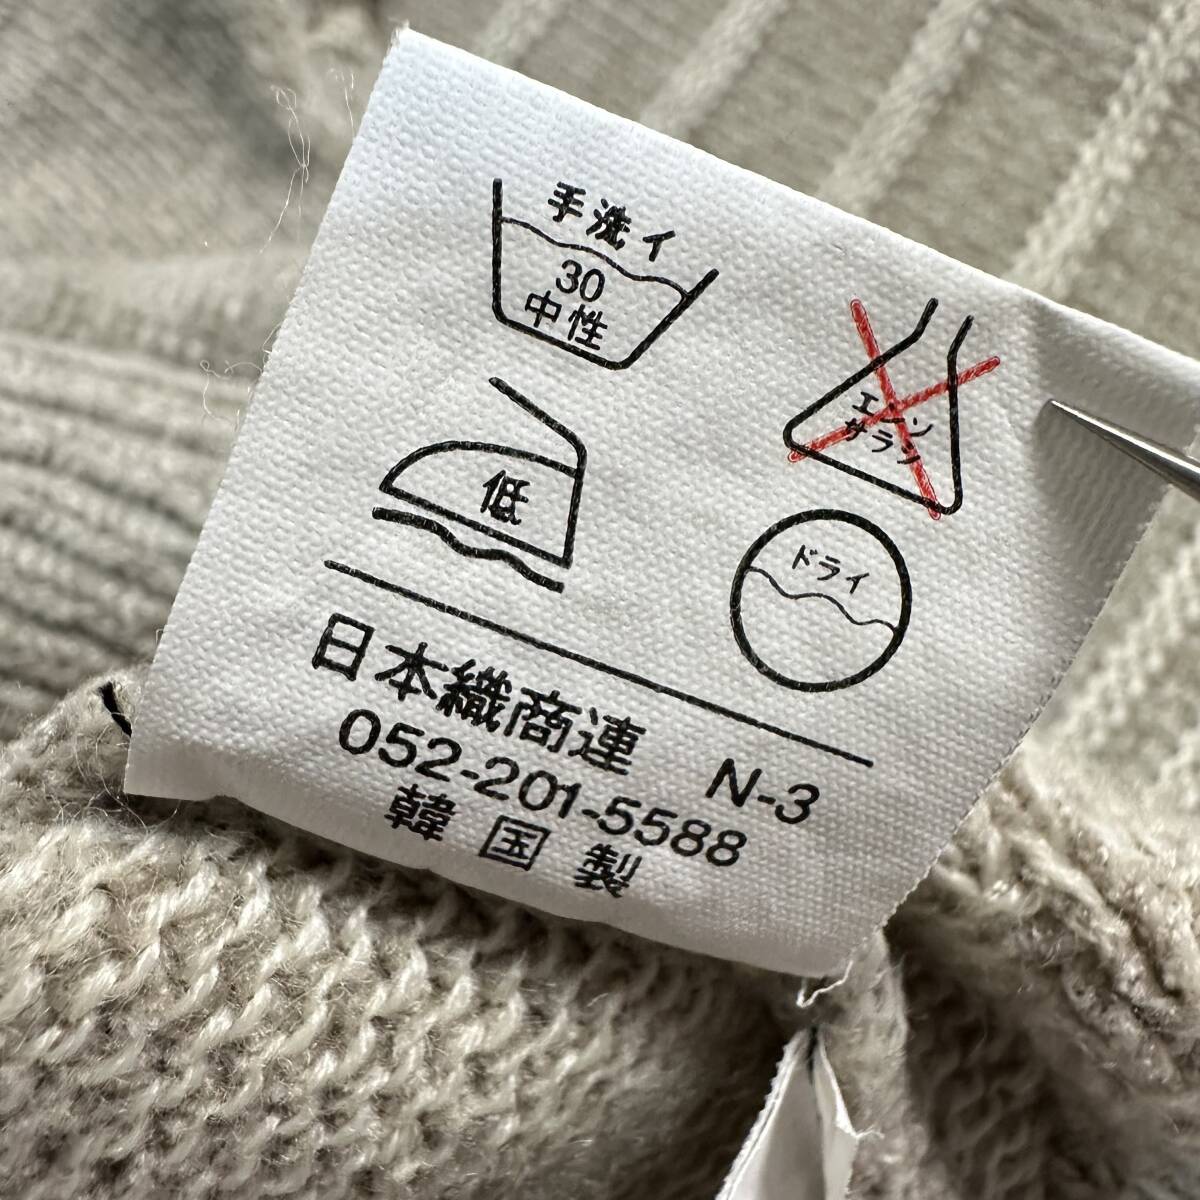 手洗イ
30
中性
エンソ
サラシ
低
ドライ
日本織商連 N-3
052-201-5588
韓国製